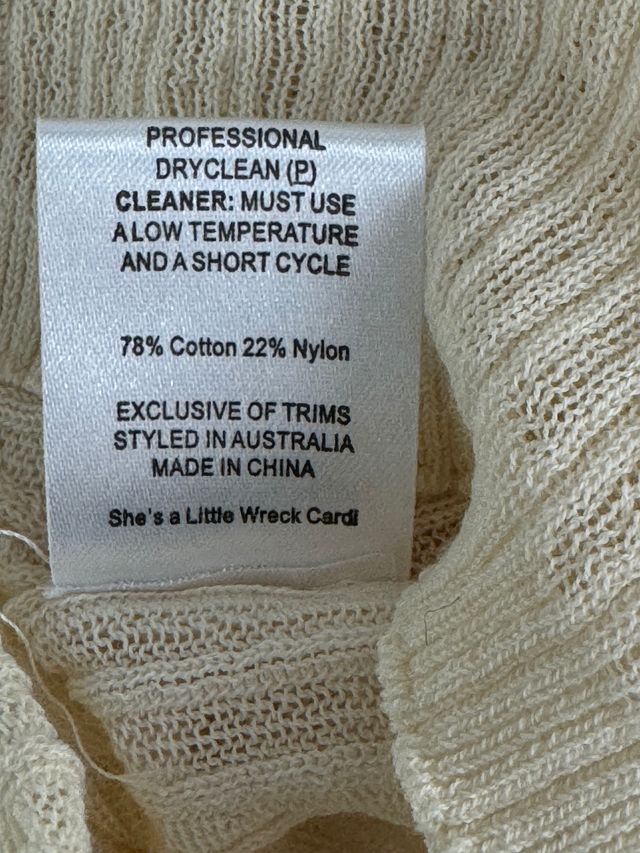 PROFESSIONAL
DRYCLEAN (P)
CLEANER: MUST USE
A LOW TEMPERATURE
AND A SHORT CYCLE
78% Cotton 22% Nylon
EXCLUSIVE OF TRIMS
STYLED IN AUSTRALIA
MADE IN CHINA
She's a Little Wreck Cardi